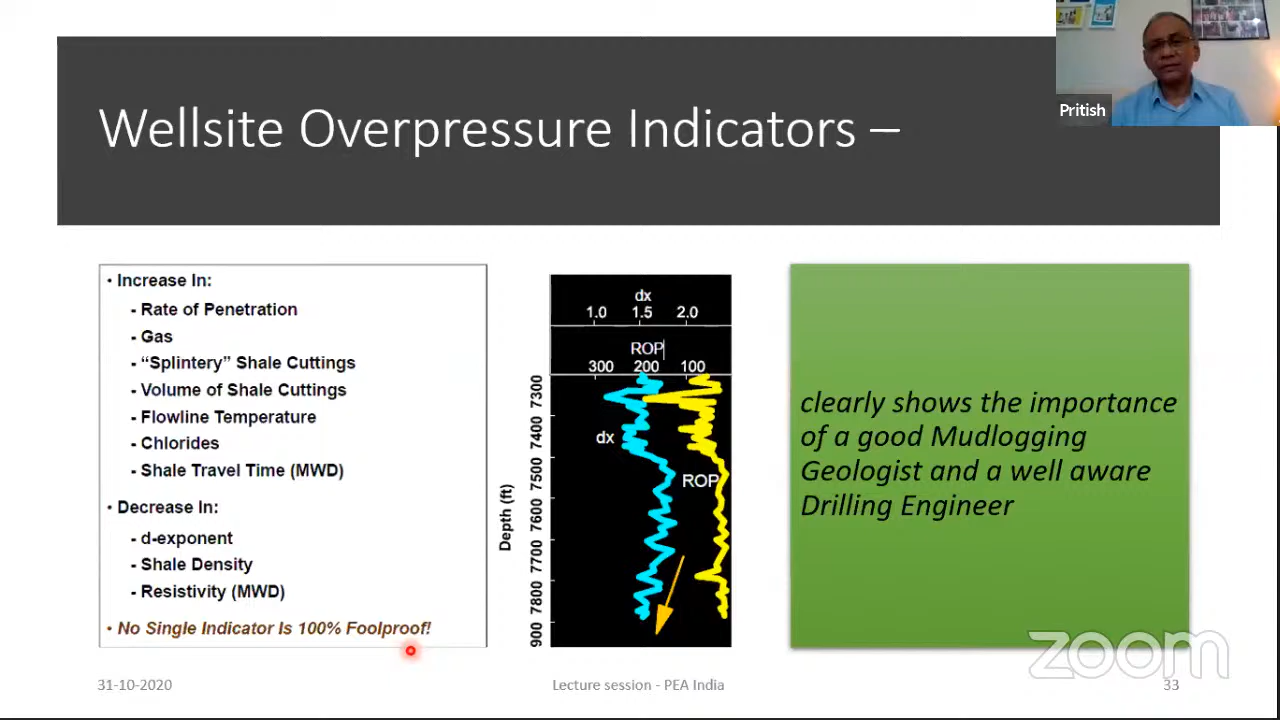 Pritish
Wellsite Overpressure Indicators –
• Increase In:
- Rate of Penetration
- Gas
- “Splintery” Shale Cuttings
- Volume of Shale Cuttings
- Flowline Temperature
- Chlorides
- Shale Travel Time (MWD)
• Decrease In:
- d-exponent
- Shale Density
- Resistivity (MWD)
• No Single Indicator Is 100% Foolproof!
dx
1.0 1.5 2.0
ROP
300 200 100
dx
ROP
Depth (ft)
7300
7400
7500
7600
7700
7800
900
clearly shows the importance
of a good Mudlogging
Geologist and a well aware
Drilling Engineer
zoom
31-10-2020
Lecture session - PEA India
33